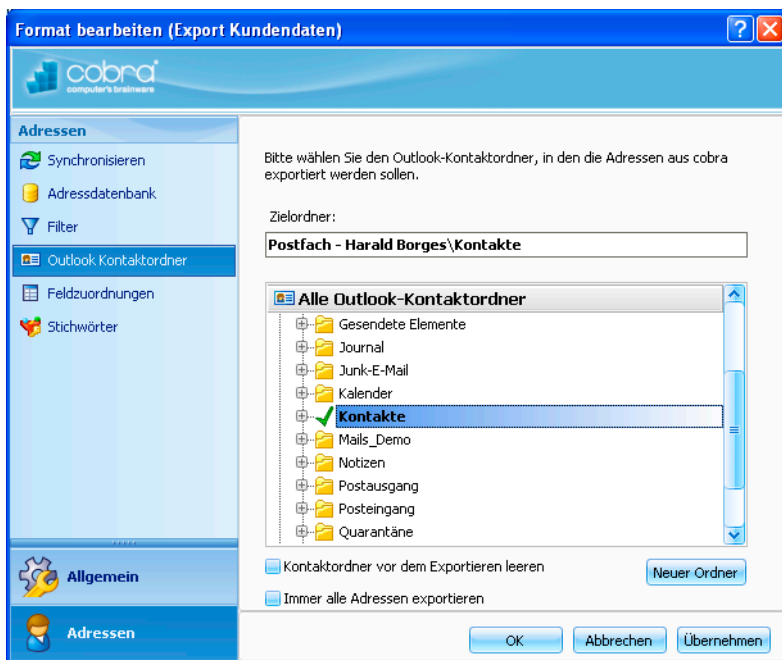 Format bearbeiten (Export Kundendaten)
cobra
computer's brainware
Adressen
Synchronisieren
Adressdatenbank
Filter
Outlook Kontaktordner
Feldzuordnungen
Stichwörter
Allgemein
Adressen
Bitte wählen Sie den Outlook-Kontaktordner, in den die Adressen aus cobra
exportiert werden sollen.
Zielordner:
Postfach - Harald Borges\Kontakte
Alle Outlook-Kontaktordner
Gesendete Elemente
Journal
Junk-E-Mail
Kalender
Kontakte
Mails_Demo
Notizen
Postausgang
Posteingang
Quarantäne
Kontaktordner vor dem Exportieren leeren
Neuer Ordner
Immer alle Adressen exportieren
OK
Abbrechen
Übernehmen